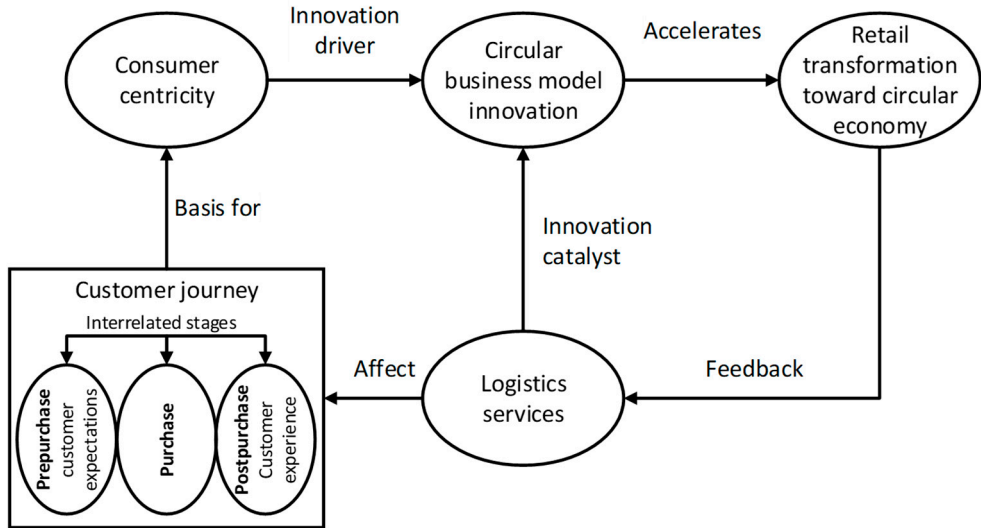 Innovation
driver
Accelerates
Consumer
centricity
Circular
business model
innovation
Retail
transformation
toward circular
economy
Basis for
Innovation
catalyst
Customer journey
Interrelated stages
Prepurchase
customer
expectations
Purchase
Postpurchase
Customer
experience
Affect
Logistics
services
Feedback